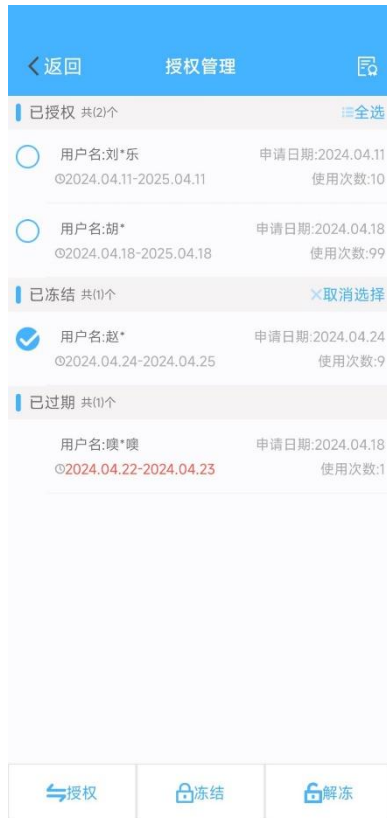 返回 授权管理
已授权 共(2)个 全选
用户名:刘*乐 申请日期:2024.04.11
2024.04.11-2025.04.11 使用次数:10
用户名:胡* 申请日期:2024.04.18
2024.04.18-2025.04.18 使用次数:99
已冻结 共(1)个 取消选择
用户名:赵* 申请日期:2024.04.24
2024.04.24-2024.04.25 使用次数:9
已过期 共(1)个
用户名:噢*噢 申请日期:2024.04.18
2024.04.22-2024.04.23 使用次数:1
授权 冻结 解冻